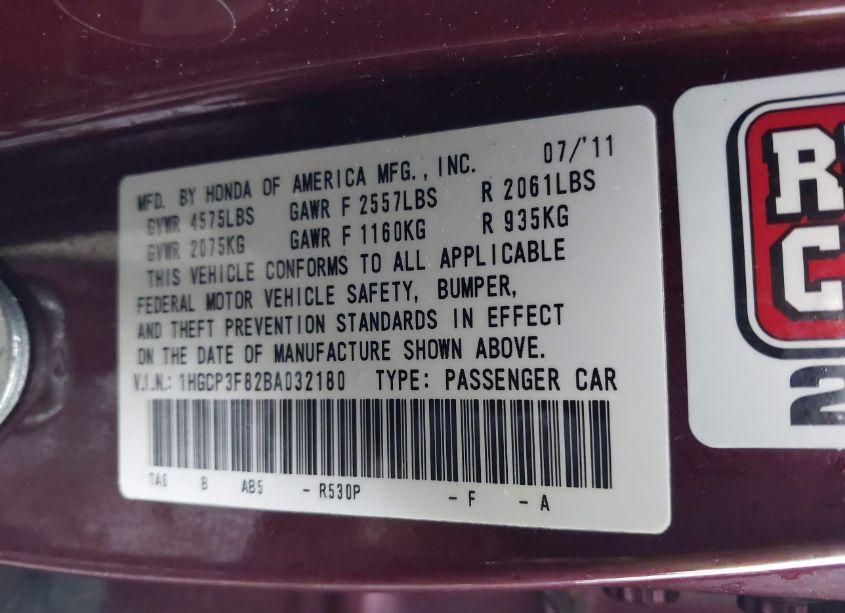 MFD. BY HONDA OF AMERICA MFG., INC. 07/'11
GVWR 4575LBS GAWR F 2557LBS R 2061LBS
GVWR 2075KG GAWR F 1160KG R 935KG
THIS VEHICLE CONFORMS TO ALL APPLICABLE
FEDERAL MOTOR VEHICLE SAFETY, BUMPER,
AND THEFT PREVENTION STANDARDS IN EFFECT
ON THE DATE OF MANUFACTURE SHOWN ABOVE.
V.I.N.: 1HGCP3F82BA032180 TYPE: PASSENGER CAR
TA6 B AB5 - R530P - F - A
R
C
2